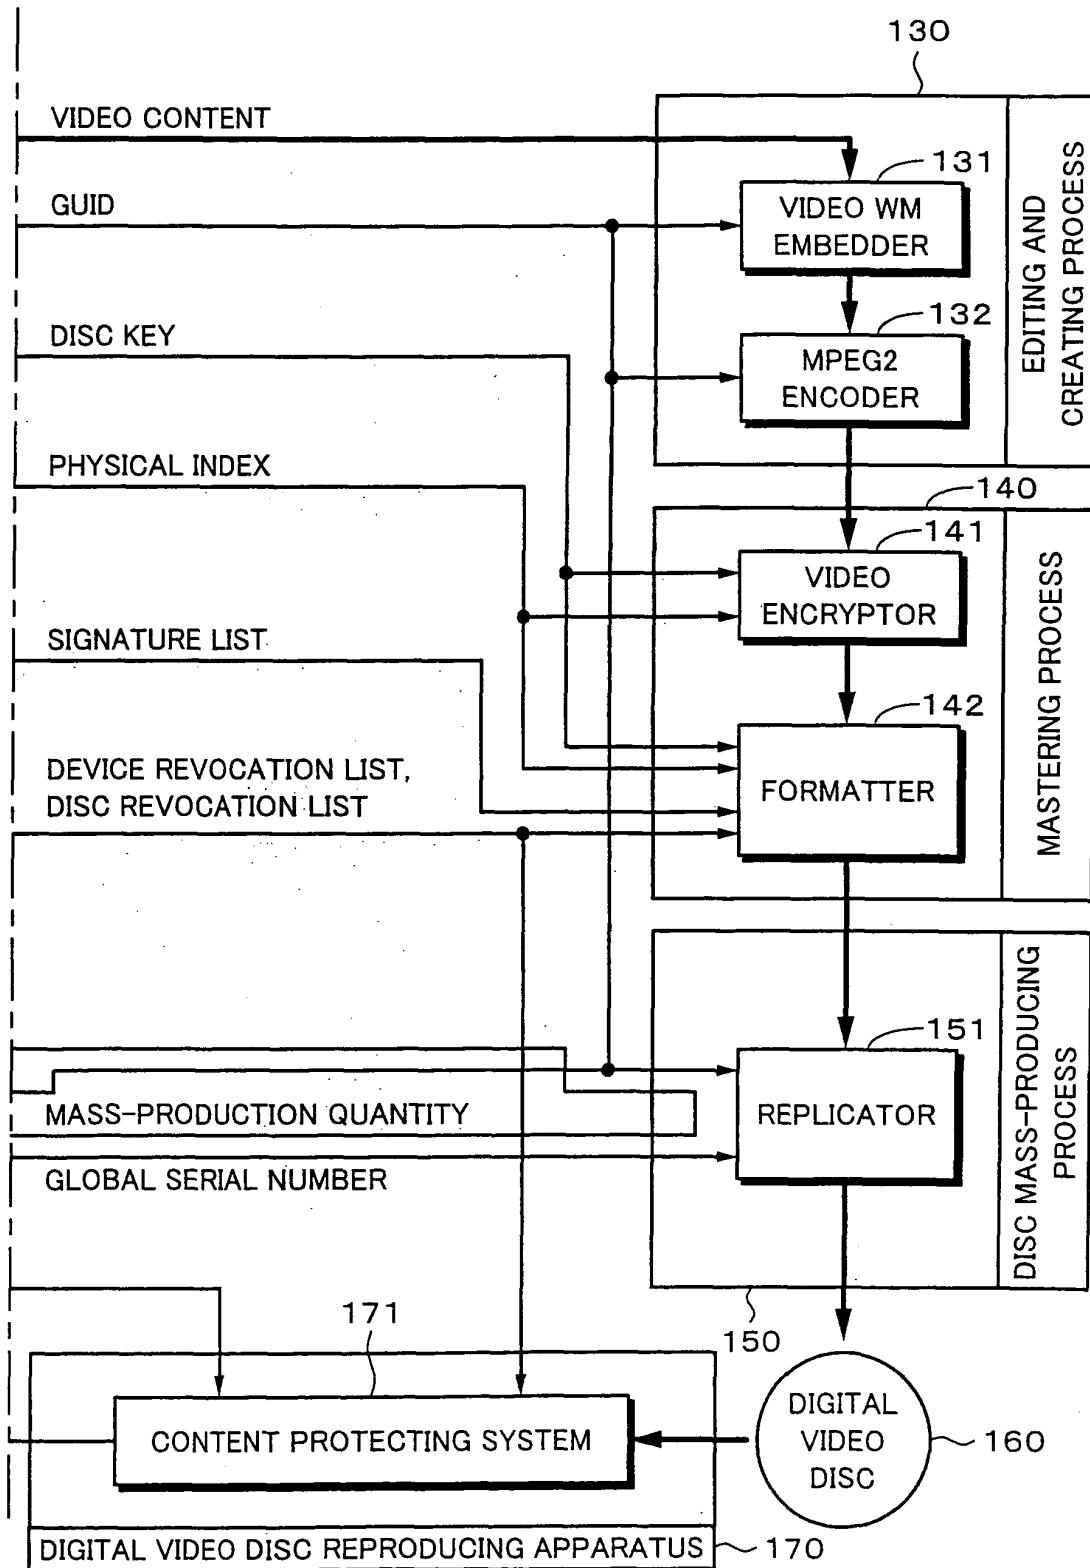 130
VIDEO CONTENT
131
GUID
VIDEO WM
EMBEDDER
EDITING AND
CREATING PROCESS
132
DISC KEY
MPEG2
ENCODER
PHYSICAL INDEX
140
141
VIDEO
ENCRYPTOR
SIGNATURE LIST
MASTERING PROCESS
142
DEVICE REVOCATION LIST,
DISC REVOCATION LIST
FORMATTER
151
MASS-PRODUCTION QUANTITY
REPLICATOR
GLOBAL SERIAL NUMBER
DISC MASS-PRODUCING
PROCESS
150
171
CONTENT PROTECTING SYSTEM
DIGITAL
VIDEO
DISC
160
DIGITAL VIDEO DISC REPRODUCING APPARATUS
170